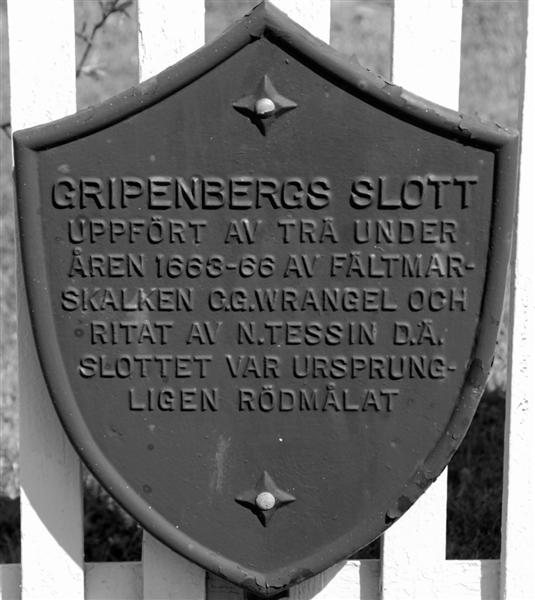 GRIPENBERGS SLOTT
UPPFÖRT AV TRÄ UNDER
ÅREN 1663-66 AV FÄLTMAR-
SKALKEN C.G.WRANGEL OCH
RITAT AV N.TESSIN D.Ä.
SLOTTET VAR URSPRUNG-
LIGEN RÖDMÅLAT